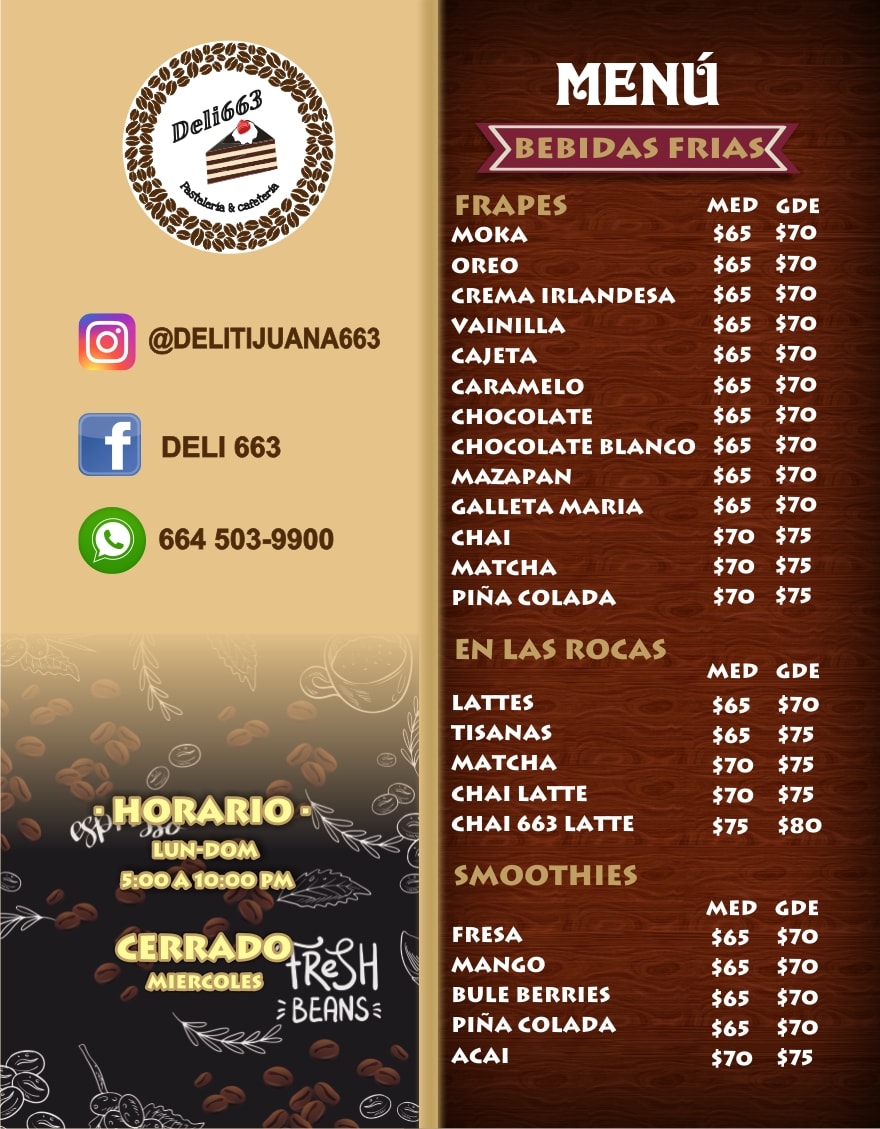 Deli663
Pastelería & cafetería
@DELITIJUANA663
DELI 663
664 503-9900
· HORARIO ·
espresso
LUN-DOM
5:00 A 10:00 PM
CERRADO
MIERCOLES
FRESH
BEANS
MENÚ
BEBIDAS FRIAS
FRAPES MED GDE
MOKA $65 $70
OREO $65 $70
CREMA IRLANDESA $65 $70
VAINILLA $65 $70
CAJETA $65 $70
CARAMELO $65 $70
CHOCOLATE $65 $70
CHOCOLATE BLANCO $65 $70
MAZAPAN $65 $70
GALLETA MARIA $65 $70
CHAI $70 $75
MATCHA $70 $75
PIÑA COLADA $70 $75
EN LAS ROCAS
MED GDE
LATTES $65 $70
TISANAS $65 $75
MATCHA $70 $75
CHAI LATTE $70 $75
CHAI 663 LATTE $75 $80
SMOOTHIES
MED GDE
FRESA $65 $70
MANGO $65 $70
BULE BERRIES $65 $70
PIÑA COLADA $65 $70
ACAI $70 $75